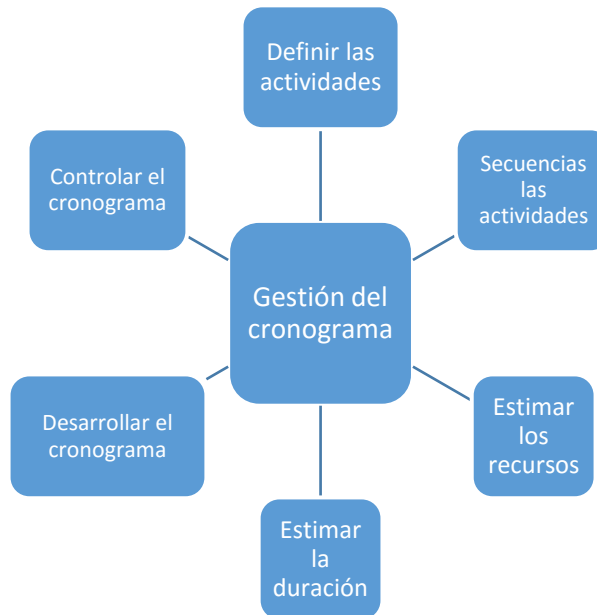 Definir las
actividades
Secuencias
las
actividades
Estimar
los
recursos
Estimar
la
duración
Desarrollar el
cronograma
Controlar el
cronograma
Gestión del
cronograma